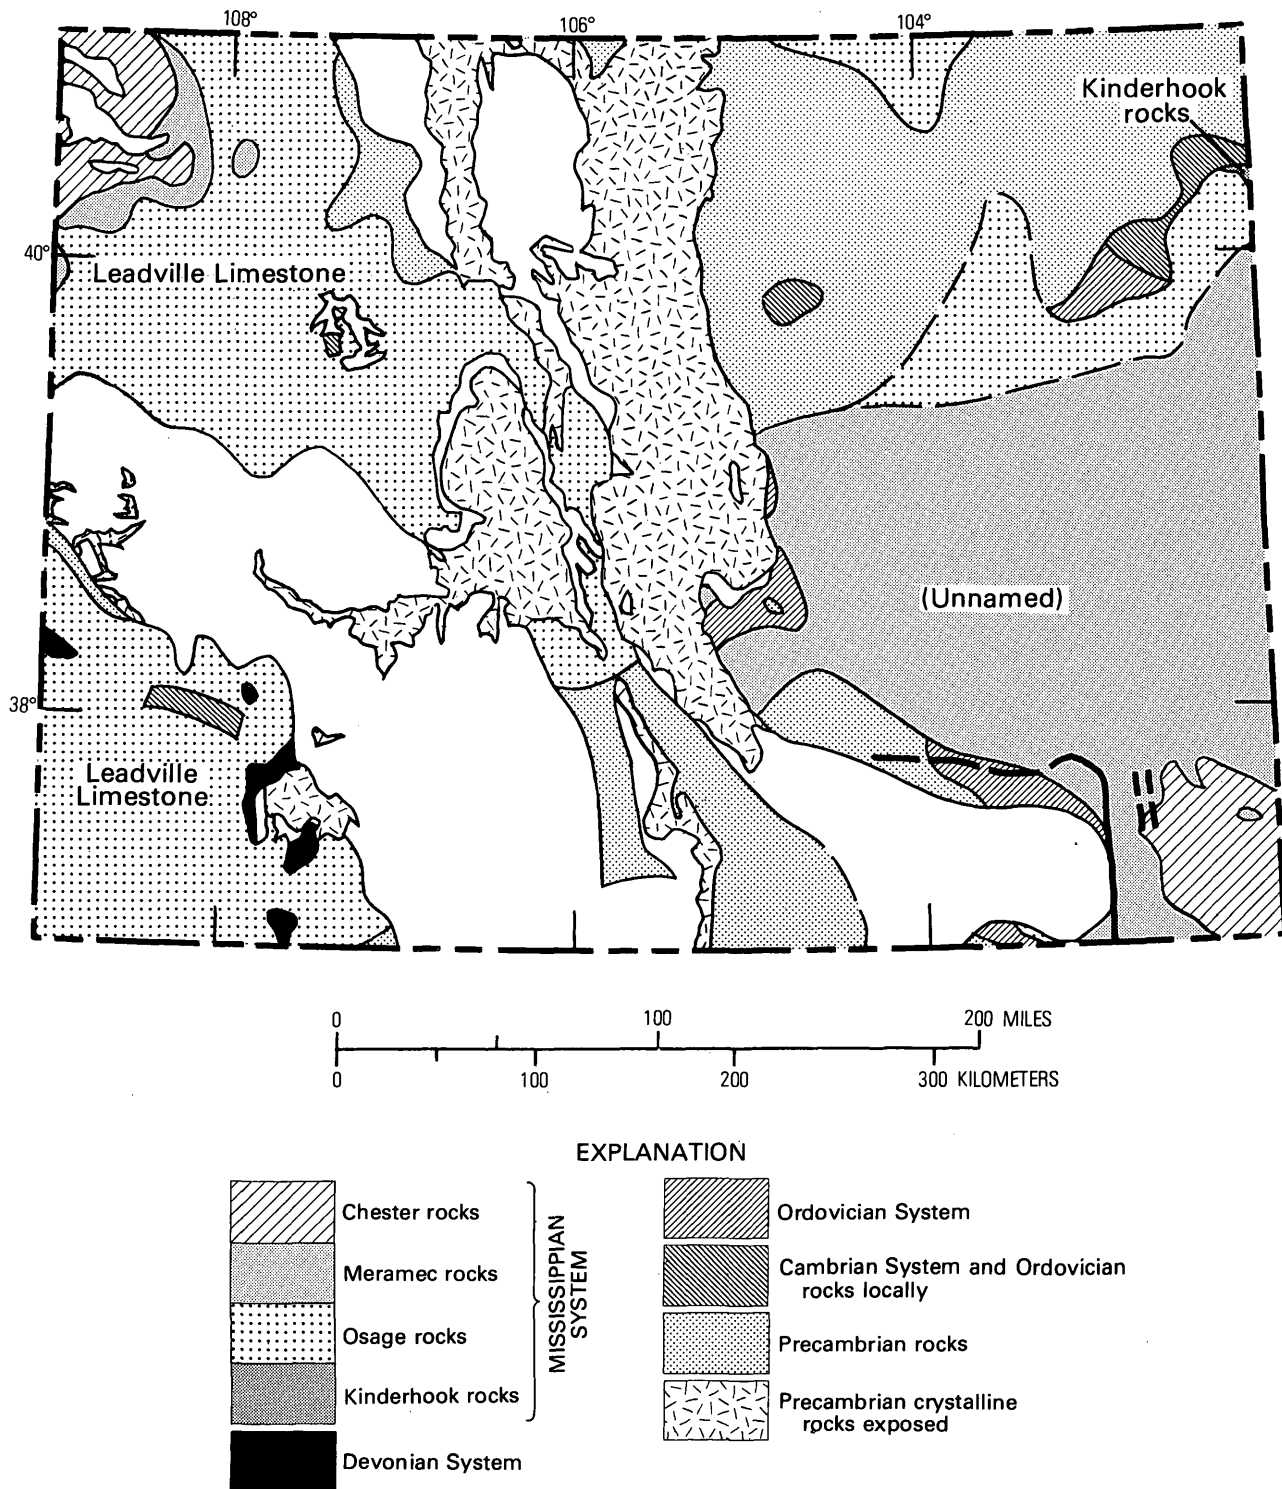 108°
106°
104°
Kinderhook
rocks
40°
Leadville Limestone
(Unnamed)
38°
Leadville
Limestone
0
100
200 MILES
0
100
200
300 KILOMETERS
EXPLANATION
Chester rocks
Meramec rocks
Osage rocks
Kinderhook rocks
MISSISSIPPIAN
SYSTEM
Devonian System
Ordovician System
Cambrian System and Ordovician
rocks locally
Precambrian rocks
Precambrian crystalline
rocks exposed